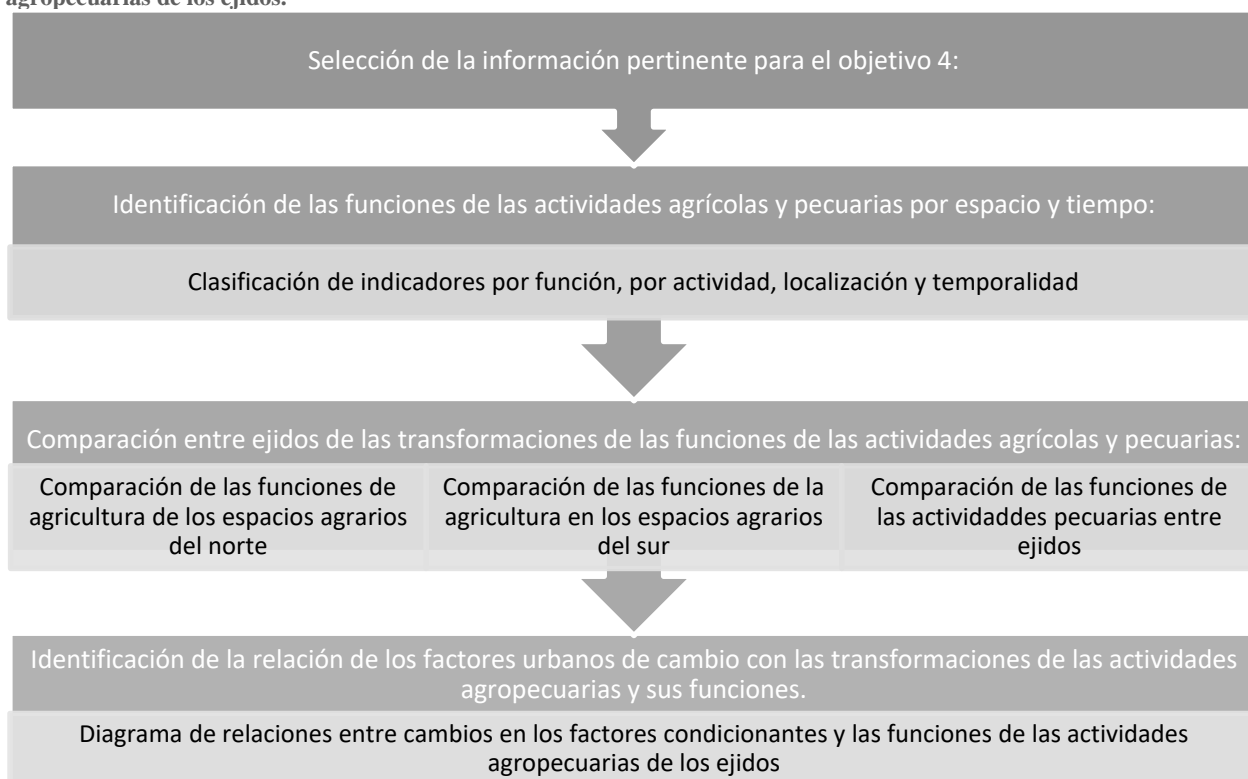 agropecuarias de los ejidos.
Selección de la información pertinente para el objetivo 4:
Identificación de las funciones de las actividades agrícolas y pecuarias por espacio y tiempo:
Clasificación de indicadores por función, por actividad, localización y temporalidad
Comparación entre ejidos de las transformaciones de las funciones de las actividades agrícolas y pecuarias:
Comparación de las funciones de
agricultura de los espacios agrarios
del norte
Comparación de las funciones de la
agricultura en los espacios agrarios
del sur
Comparación de las funciones de
las actividaddes pecuarias entre
ejidos
Identificación de la relación de los factores urbanos de cambio con las transformaciones de las actividades
agropecuarias y sus funciones.
Diagrama de relaciones entre cambios en los factores condicionantes y las funciones de las actividades
agropecuarias de los ejidos